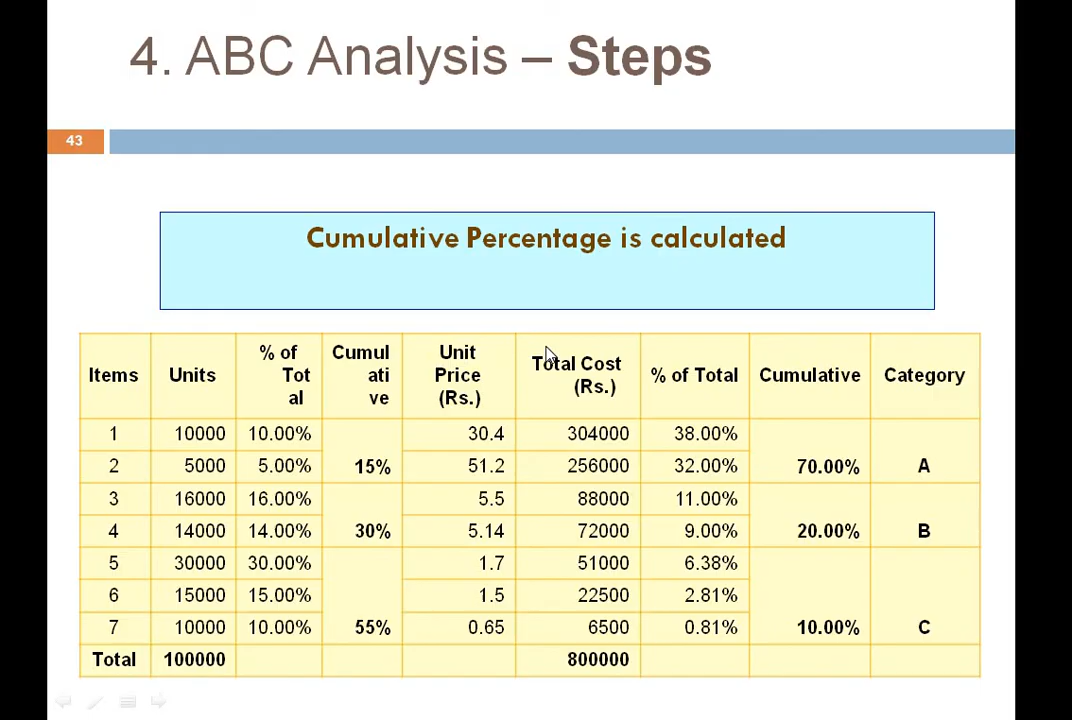 4. ABC Analysis – Steps
43
Cumulative Percentage is calculated
Items Units % of Tot al Cumul ati ve Unit Price (Rs.) Total Cost (Rs.) % of Total Cumulative Category
1 10000 10.00% 30.4 304000 38.00%
2 5000 5.00% 15% 51.2 256000 32.00% 70.00% A
3 16000 16.00% 5.5 88000 11.00%
4 14000 14.00% 30% 5.14 72000 9.00% 20.00% B
5 30000 30.00% 1.7 51000 6.38%
6 15000 15.00% 1.5 22500 2.81%
7 10000 10.00% 55% 0.65 6500 0.81% 10.00% C
Total 100000 800000